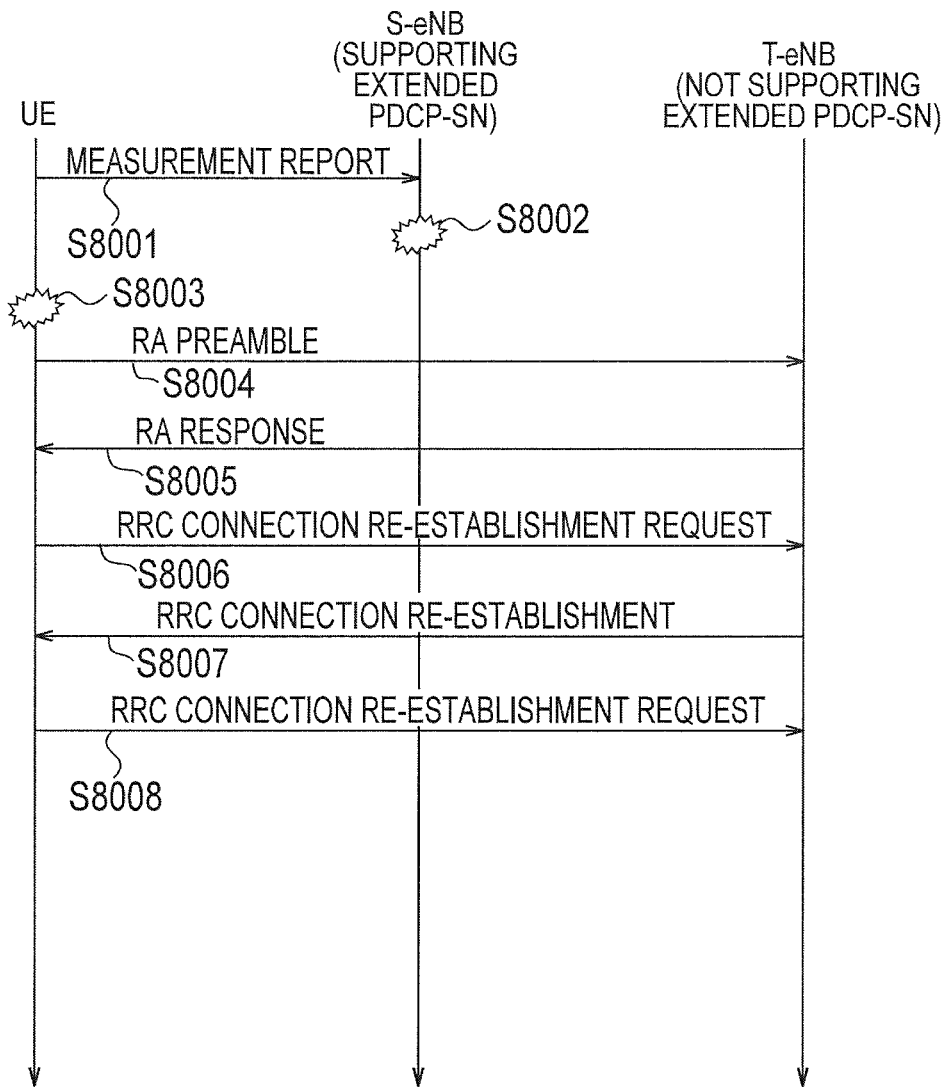 UE
S-eNB
(SUPPORTING
EXTENDED
PDCP-SN)
T-eNB
(NOT SUPPORTING
EXTENDED PDCP-SN)
MEASUREMENT REPORT
S8001
S8002
S8003
RA PREAMBLE
S8004
RA RESPONSE
S8005
RRC CONNECTION RE-ESTABLISHMENT REQUEST
S8006
RRC CONNECTION RE-ESTABLISHMENT
S8007
RRC CONNECTION RE-ESTABLISHMENT REQUEST
S8008